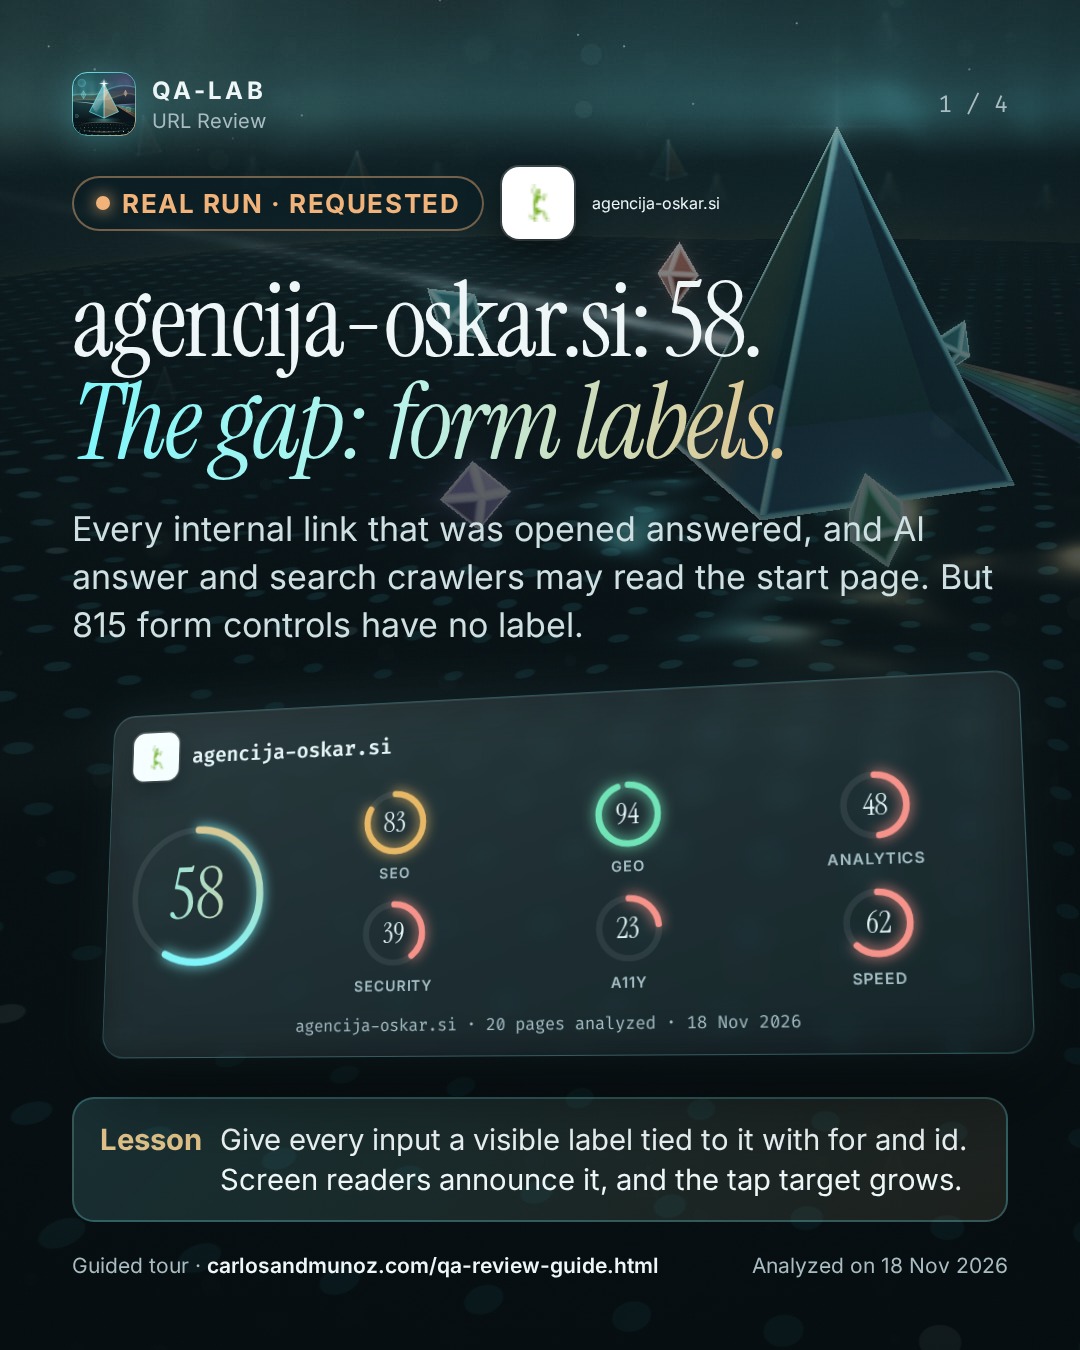 QA-LAB
URL Review
1 / 4
REAL RUN · REQUESTED
agencija-oskar.si
agencija-oskar.si: 58.
The gap: form labels.
Every internal link that was opened answered, and AI
answer and search crawlers may read the start page. But
815 form controls have no label.
agencija-oskar.si
58
83
SEO
94
GEO
48
ANALYTICS
39
SECURITY
23
A11Y
62
SPEED
agencija-oskar.si · 20 pages analyzed · 18 Nov 2026
Lesson Give every input a visible label tied to it with for and id.
Screen readers announce it, and the tap target grows.
Guided tour · carlosandmunoz.com/qa-review-guide.html
Analyzed on 18 Nov 2026